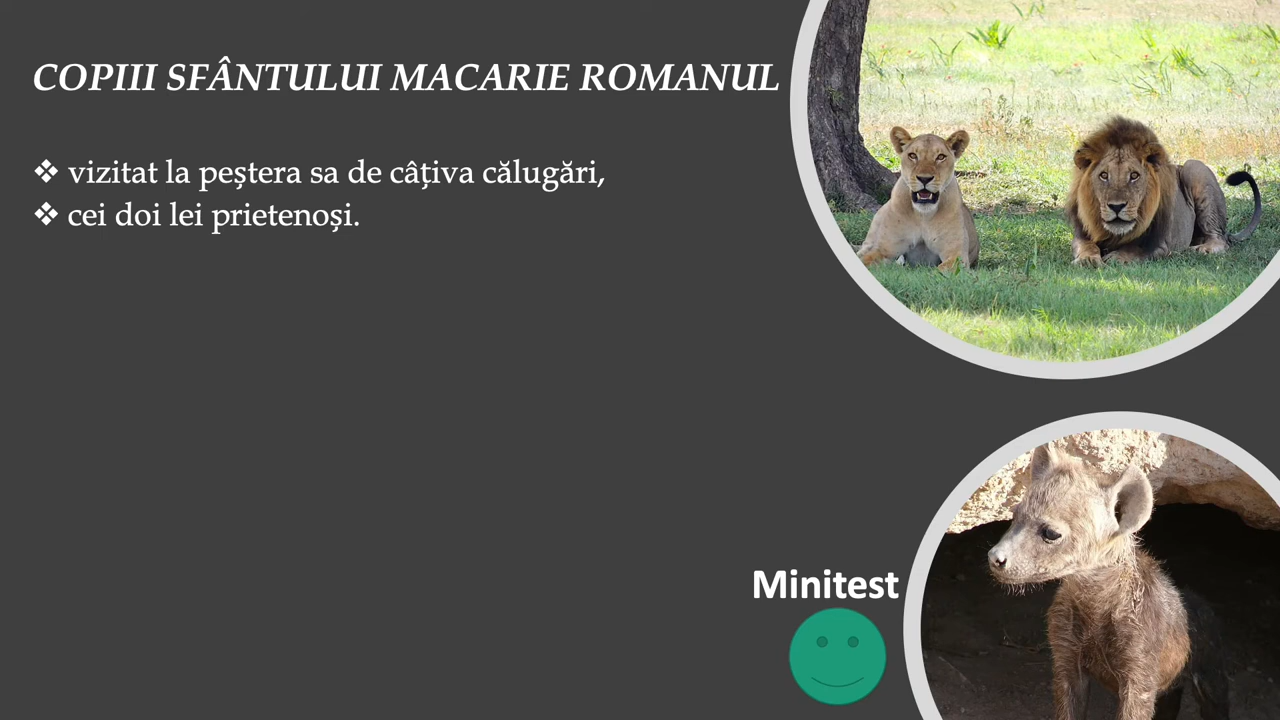 COPIII SFÂNTULUI MACARIE ROMANUL
❖ vizitat la peștera sa de câțiva călugări,
❖ cei doi lei prietenoși.
Minitest